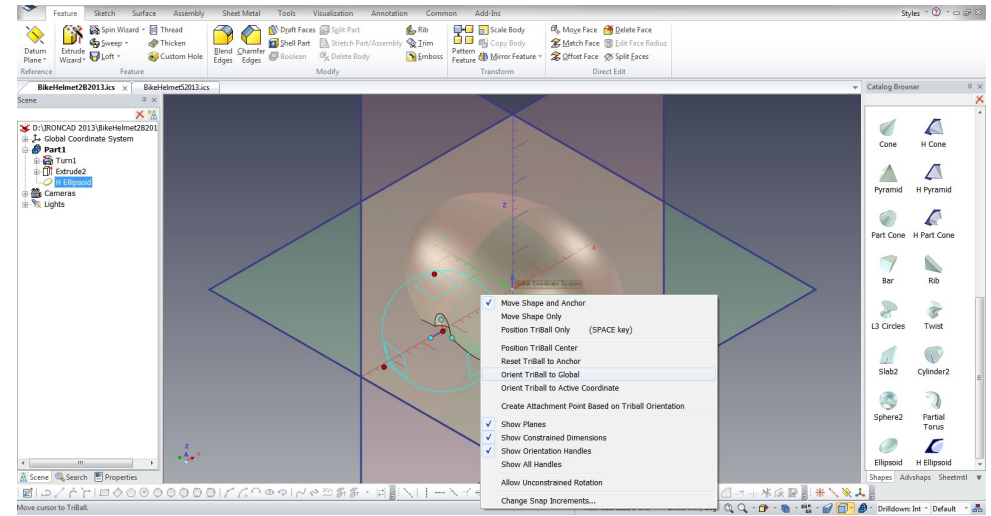 Feature Sketch Surface Assembly Sheet Metal Tools Visualization Annotation Common Add-Ins Styles
Spin Wizard Thread Draft Faces Split Part Rib Scale Body Move Face Delete Face
Sweep Thicken Shell Part Stretch Part/Assembly Trim Copy Body Match Face Edit Face Radius
Loft Custom Hole Boolean Delete Body Emboss Mirror Feature Offset Face Split Faces
Datum Plane
Extrude Wizard
Blend Edges
Chamfer Edges
Pattern Feature
Reference Feature Modify Transform Direct Edit
BikeHelmet2B2013.ics BikeHelmet52013.ics
Scene
D:\IRONCAD 2013\BikeHelmet2B201
Global Coordinate System
Part1
Turn1
Extrude2
H Ellipsoid
Cameras
Lights
Scene Search Properties
Z
Global Coordinate System
Move Shape and Anchor
Move Shape Only
Position TriBall Only (SPACE key)
Position TriBall Center
Reset TriBall to Anchor
Orient TriBall to Global
Orient Triball to Active Coordinate
Create Attachment Point Based on Triball Orientation
Show Planes
Show Constrained Dimensions
Show Orientation Handles
Show All Handles
Allow Unconstrained Rotation
Change Snap Increments...
Catalog Browser
Cone H Cone
Pyramid H Pyramid
Part Cone H Part Cone
Bar Rib
L3 Circles Twist
Slab2 Cylinder2
Sphere2 Partial Torus
Ellipsoid H Ellipsoid
Shapes Advshaps Sheetmtl
Move cursor to TriBall.
Drilldown: Int Default